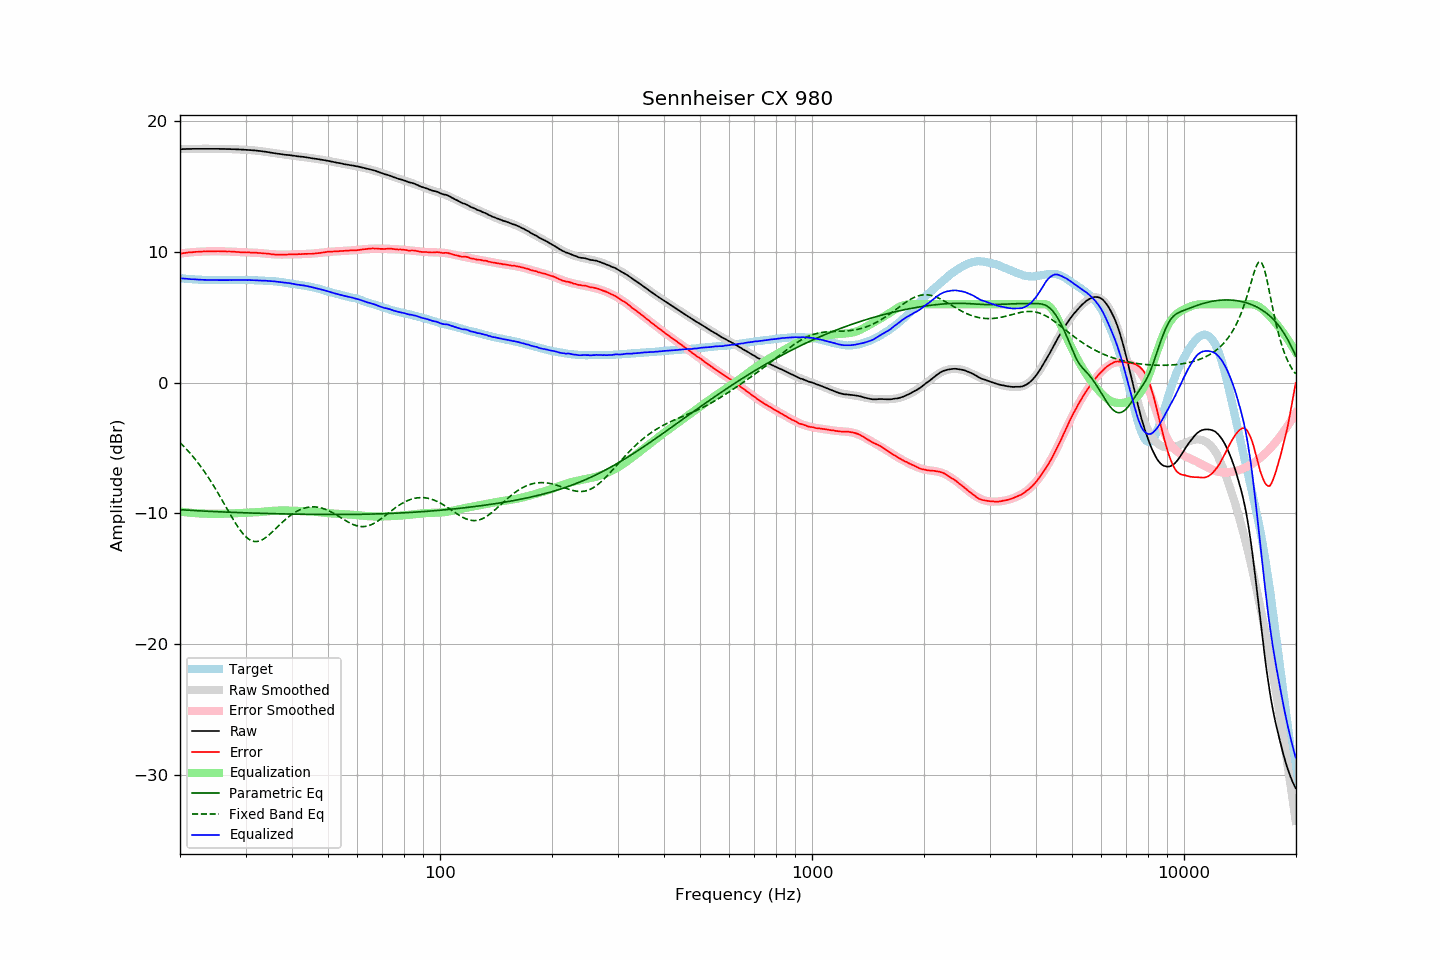 Sennheiser CX 980
Amplitude (dBr)
20
10
0
−10
−20
−30
Target
Raw Smoothed
Error Smoothed
Raw
Error
Equalization
Parametric Eq
Fixed Band Eq
Equalized
100
1000
10000
Frequency (Hz)